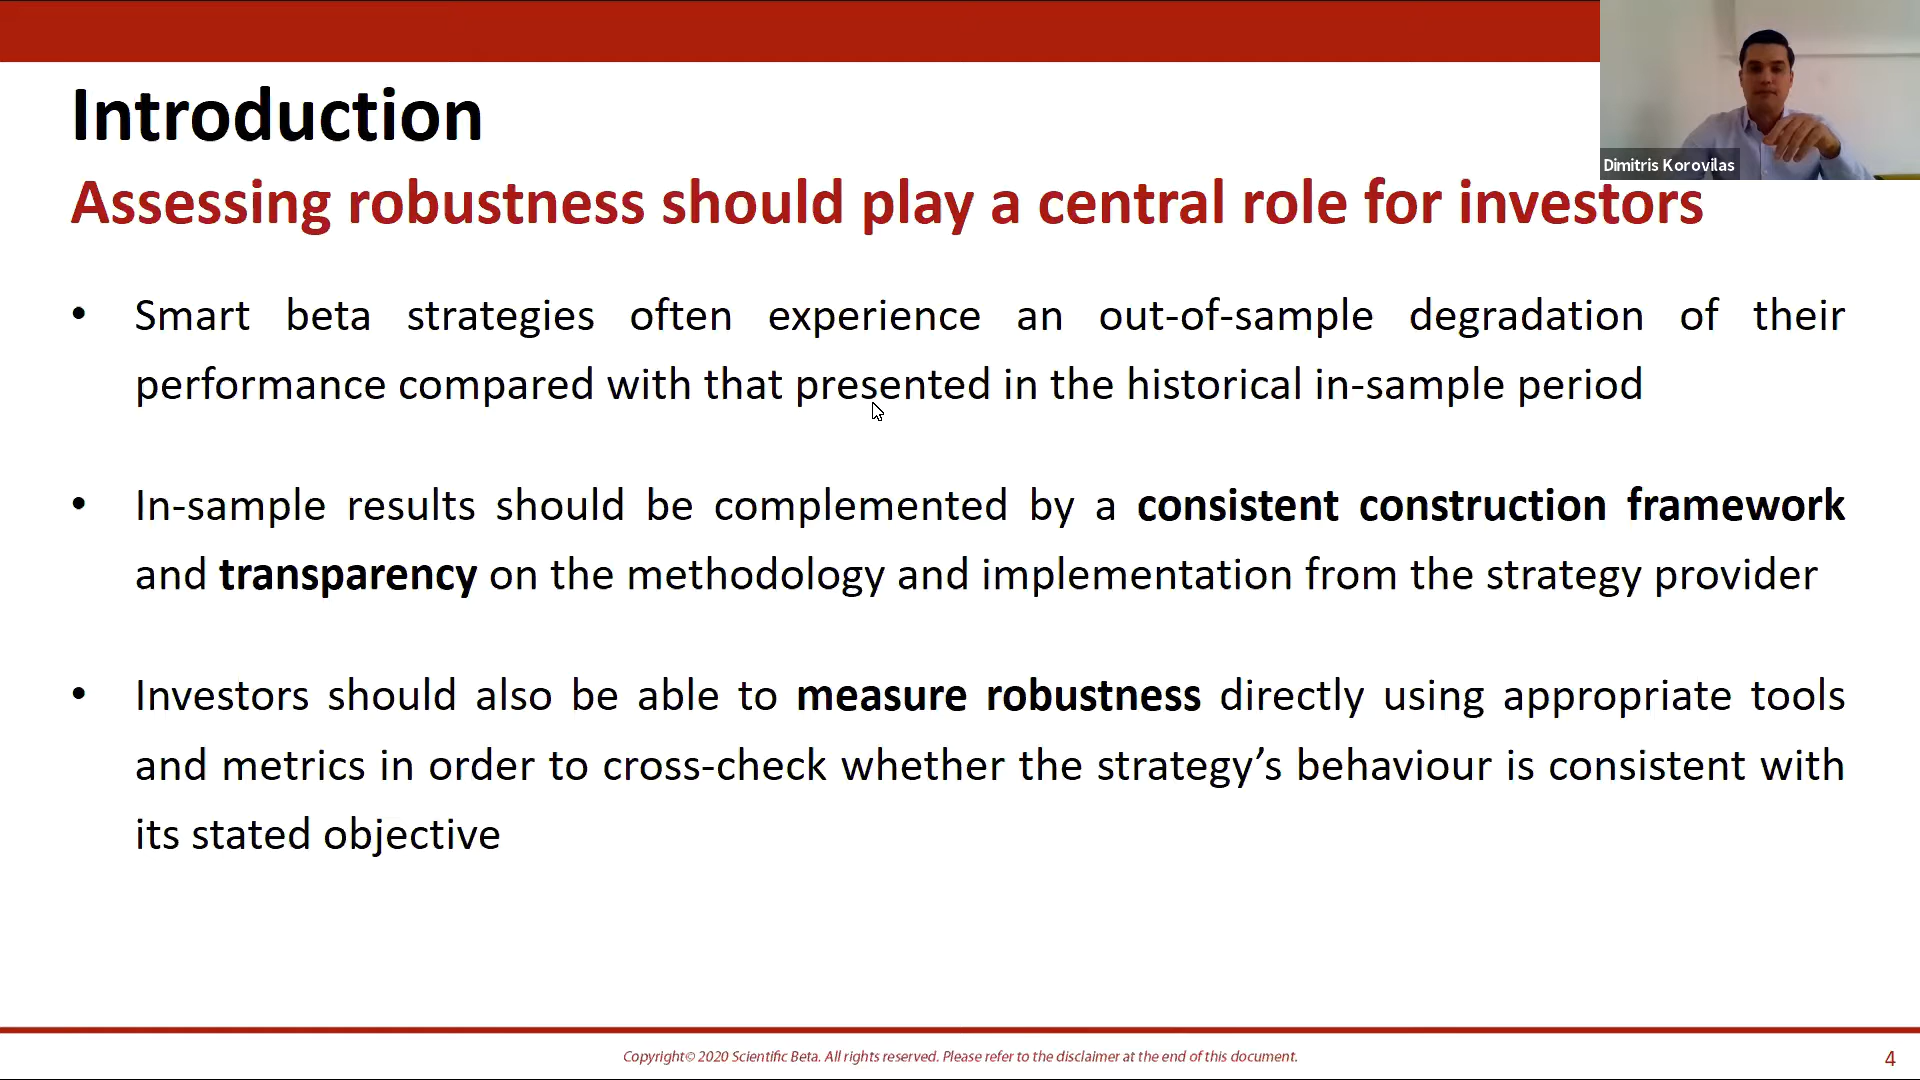 Introduction
Dimitris Korovilas
Assessing robustness should play a central role for investors
• Smart beta strategies often experience an out-of-sample degradation of their
performance compared with that presented in the historical in-sample period
• In-sample results should be complemented by a consistent construction framework
and transparency on the methodology and implementation from the strategy provider
• Investors should also be able to measure robustness directly using appropriate tools
and metrics in order to cross-check whether the strategy’s behaviour is consistent with
its stated objective
Copyright© 2020 Scientific Beta. All rights reserved. Please refer to the disclaimer at the end of this document.
4